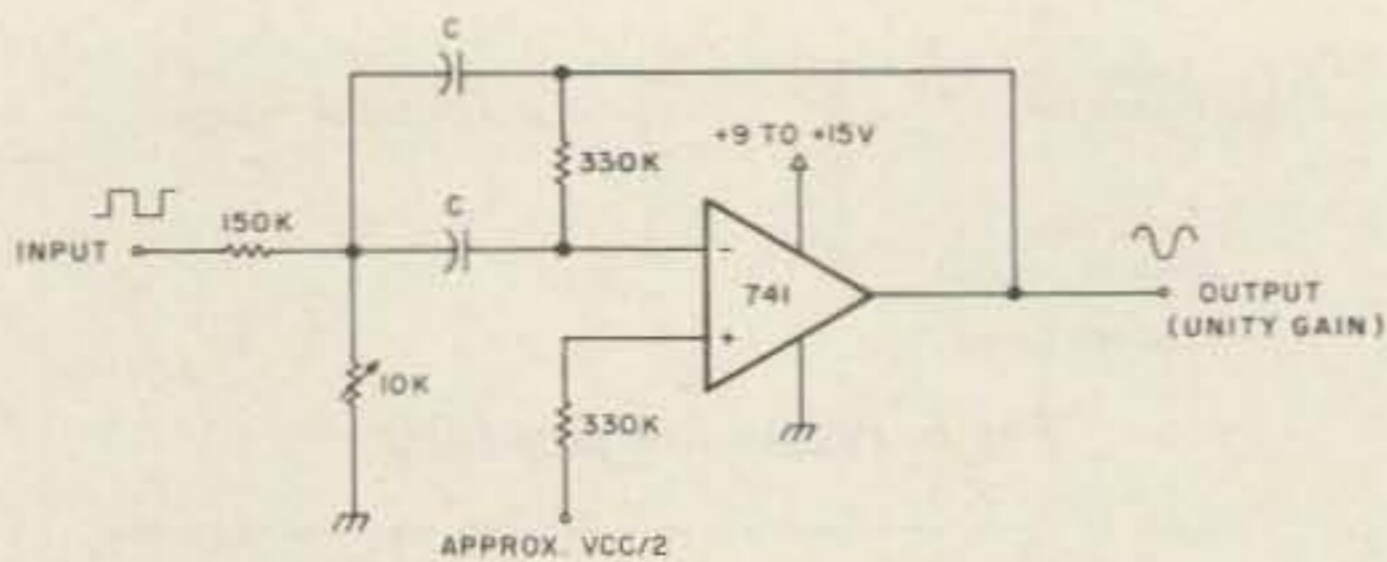 C
+9 TO +15V
330K
C
150K
INPUT
-
741
OUTPUT
(UNITY GAIN)
+
10K
330K
APPROX. VCC/2